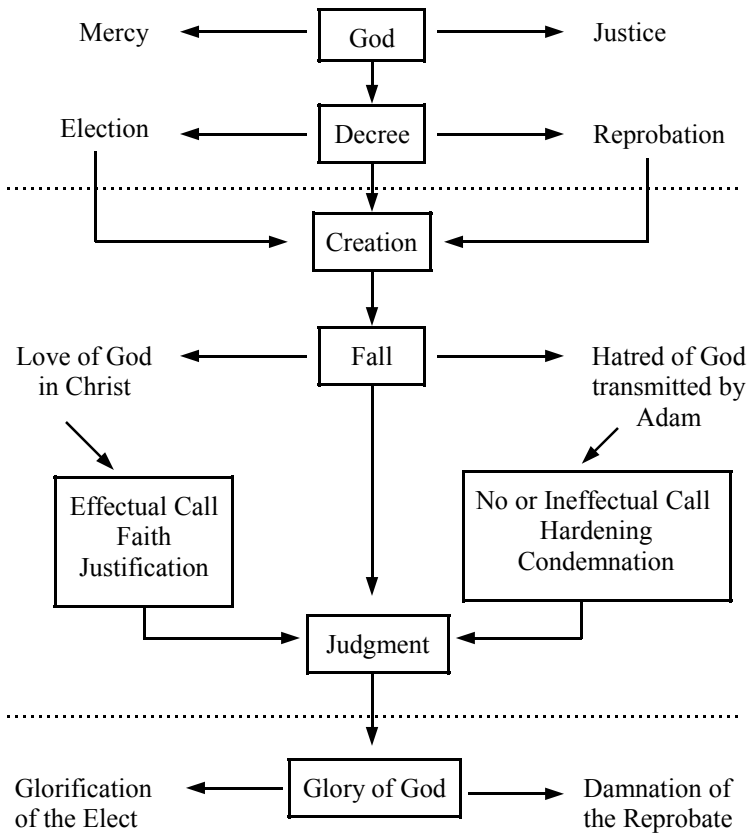 Mercy
God
Justice
Election
Decree
Reprobation
Creation
Love of God
in Christ
Fall
Hatred of God
transmitted by
Adam
Effectual Call
Faith
Justification
No or Ineffectual Call
Hardening
Condemnation
Judgment
Glorification
of the Elect
Glory of God
Damnation of
the Reprobate